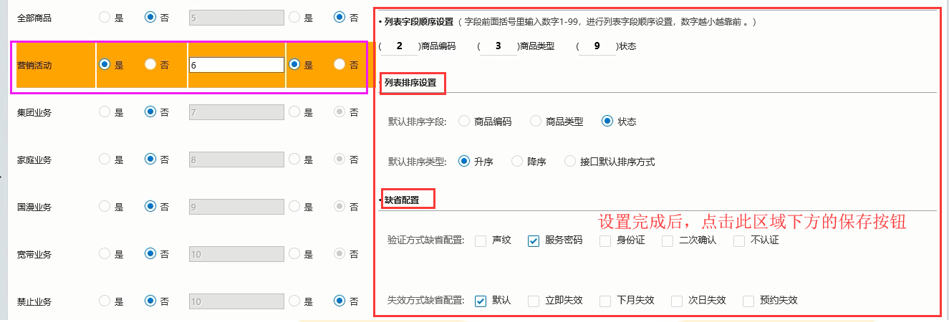 全部商品 是 否 5 是 否
营销活动 是 否 6 是 否
集团业务 是 否 7 是 否
家庭业务 是 否 8 是 否
国漫业务 是 否 9 是 否
宽带业务 是 否 10 是 否
禁止业务 是 否 10 是 否
• 列表字段顺序设置 ( 字段前面括号里输入数字1-99，进行列表字段顺序设置，数字越小越靠前 。)
( 2 )商品编码 ( 3 )商品类型 ( 9 )状态
列表排序设置
默认排序字段: 商品编码 商品类型 状态
默认排序类型: 升序 降序 接口默认排序方式
• 缺省配置
设置完成后，点击此区域下方的保存按钮
验证方式缺省配置: 声纹 服务密码 身份证 二次确认 不认证
失效方式缺省配置: 默认 立即失效 下月失效 次日失效 预约失效